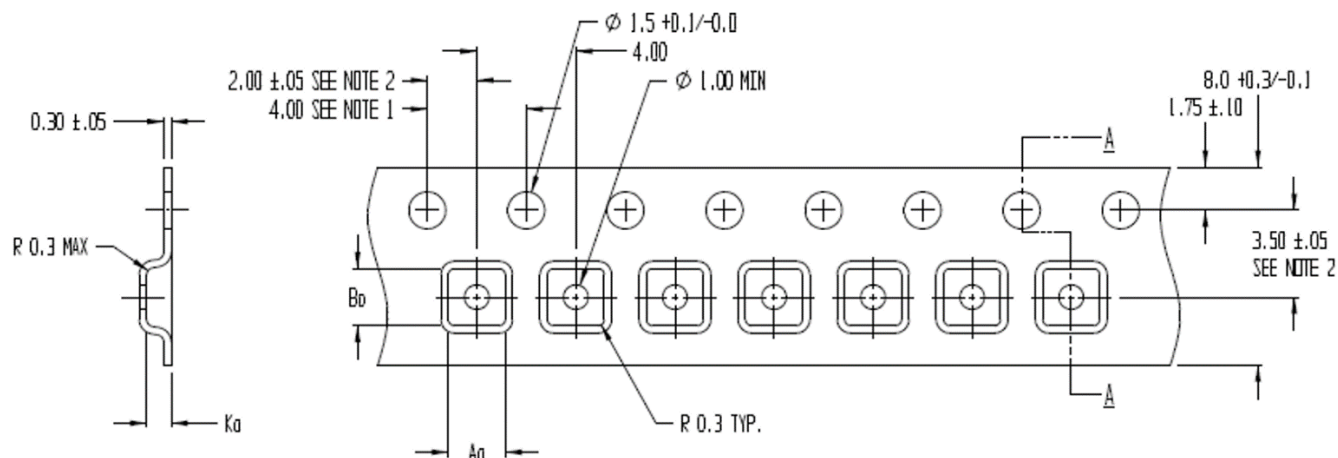 Ø 1.5 +0.1/-0.0
4.00
2.00 ±.05 SEE NOTE 2
4.00 SEE NOTE 1
Ø 1.00 MIN
8.0 +0.3/-0.1
1.75 ±.10
0.30 ±.05
A
R 0.3 MAX
3.50 ±.05
SEE NOTE 2
Bo
A
R 0.3 TYP.
Ko
Ao